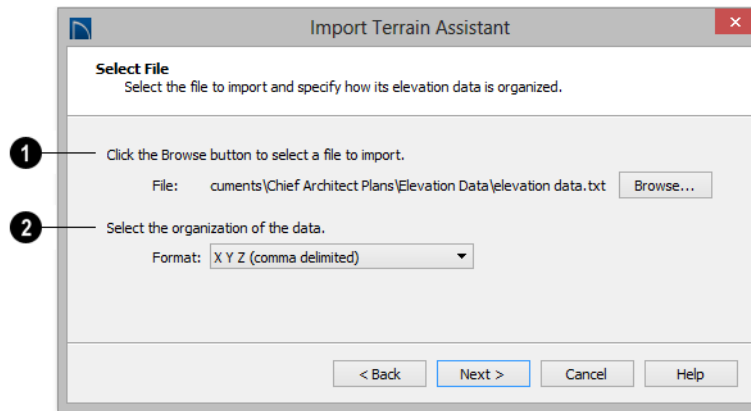 Import Terrain Assistant
Select File
Select the file to import and specify how its elevation data is organized.
1 Click the Browse button to select a file to import.
File: cuments\Chief Architect Plans\Elevation Data\elevation data.txt Browse...
2 Select the organization of the data.
Format: X Y Z (comma delimited)
< Back Next > Cancel Help